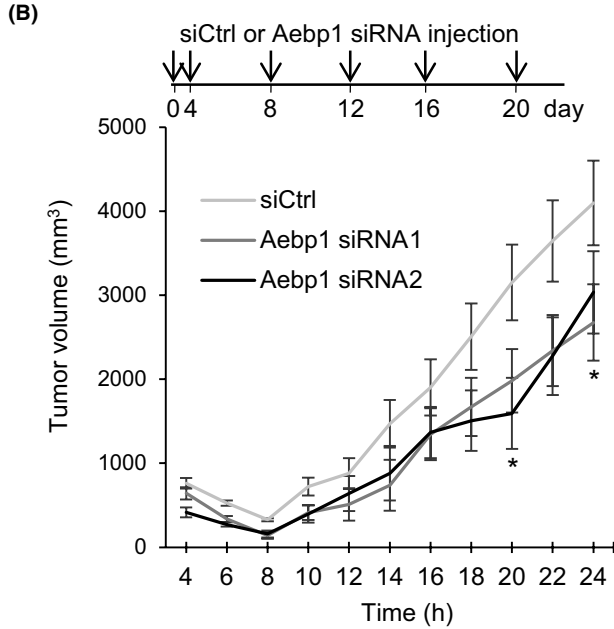 (B)
siCtrl or Aebp1 siRNA injection
0 4 8 12 16 20 day
5000
4000
3000
2000
1000
0
Tumor volume (mm³)
siCtrl
Aebp1 siRNA1
Aebp1 siRNA2
*
*
4 6 8 10 12 14 16 18 20 22 24
Time (h)